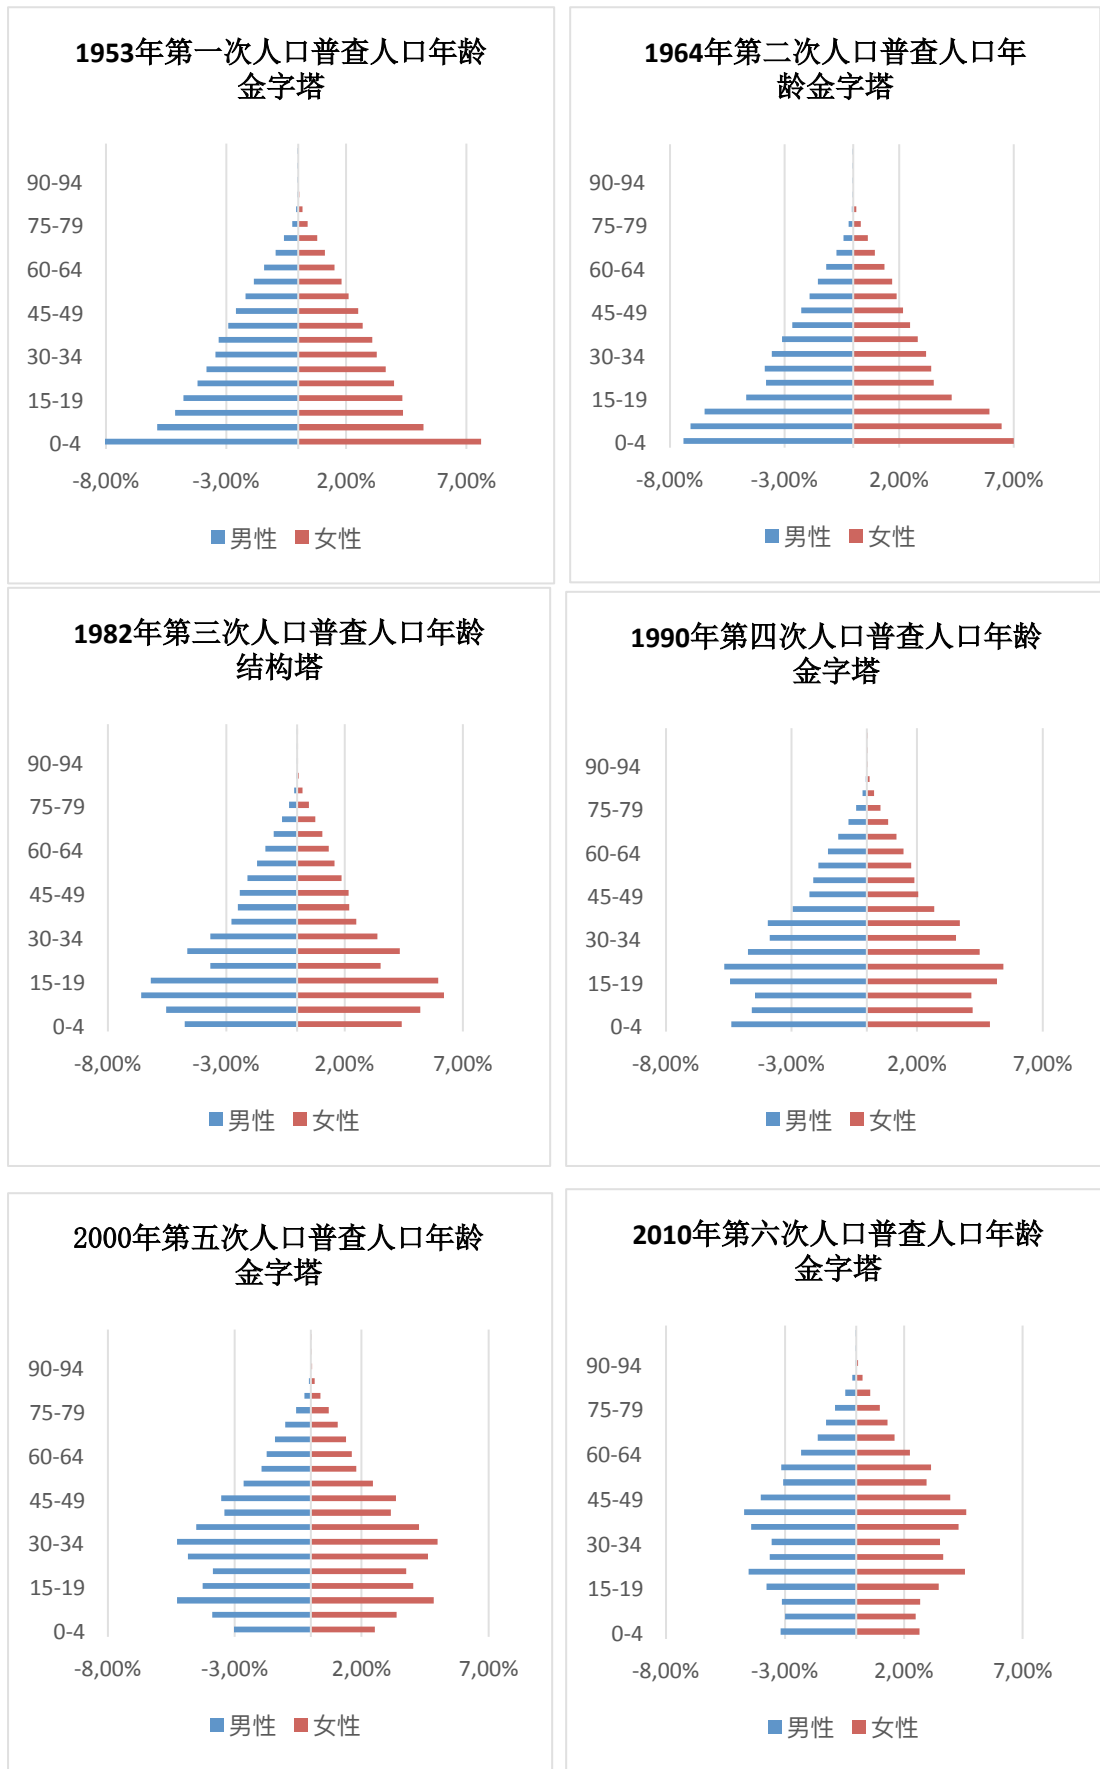 1953年第一次人口普查人口年龄
金字塔
90-94
75-79
60-64
45-49
30-34
15-19
0-4
-8,00%
-3,00%
2,00%
7,00%
男性
女性
1964年第二次人口普查人口年
龄金字塔
90-94
75-79
60-64
45-49
30-34
15-19
0-4
-8,00%
-3,00%
2,00%
7,00%
男性
女性
1982年第三次人口普查人口年龄
结构塔
90-94
75-79
60-64
45-49
30-34
15-19
0-4
-8,00%
-3,00%
2,00%
7,00%
男性
女性
1990年第四次人口普查人口年龄
金字塔
90-94
75-79
60-64
45-49
30-34
15-19
0-4
-8,00%
-3,00%
2,00%
7,00%
男性
女性
2000年第五次人口普查人口年龄
金字塔
90-94
75-79
60-64
45-49
30-34
15-19
0-4
-8,00%
-3,00%
2,00%
7,00%
男性
女性
2010年第六次人口普查人口年龄
金字塔
90-94
75-79
60-64
45-49
30-34
15-19
0-4
-8,00%
-3,00%
2,00%
7,00%
男性
女性